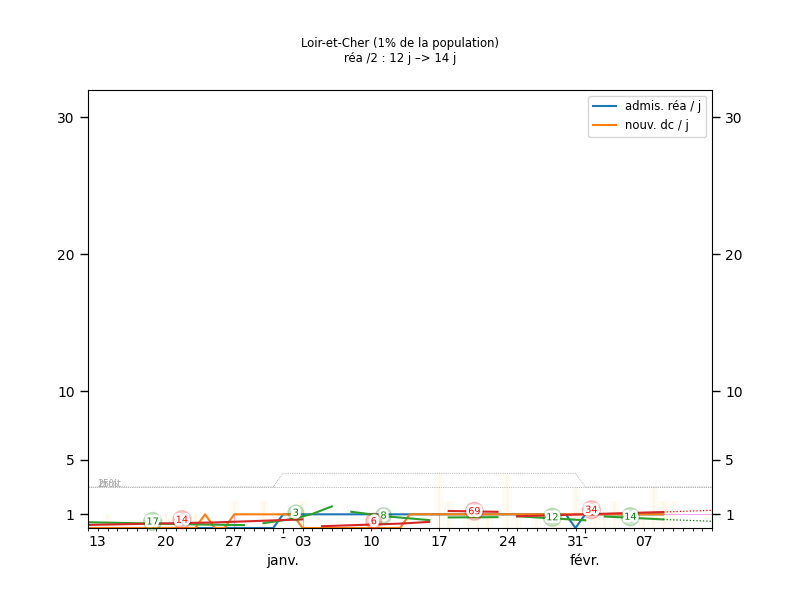 Loir-et-Cher (1% de la population)
réa /2 : 12 j –> 14 j
admis. réa / j
nouv. dc / j
30 30
20 20
10 10
5 5
1 1
17 14 3 6 8 69 12 34 14
13 20 27 - 03 10 17 24 31 - 07
janv. févr.